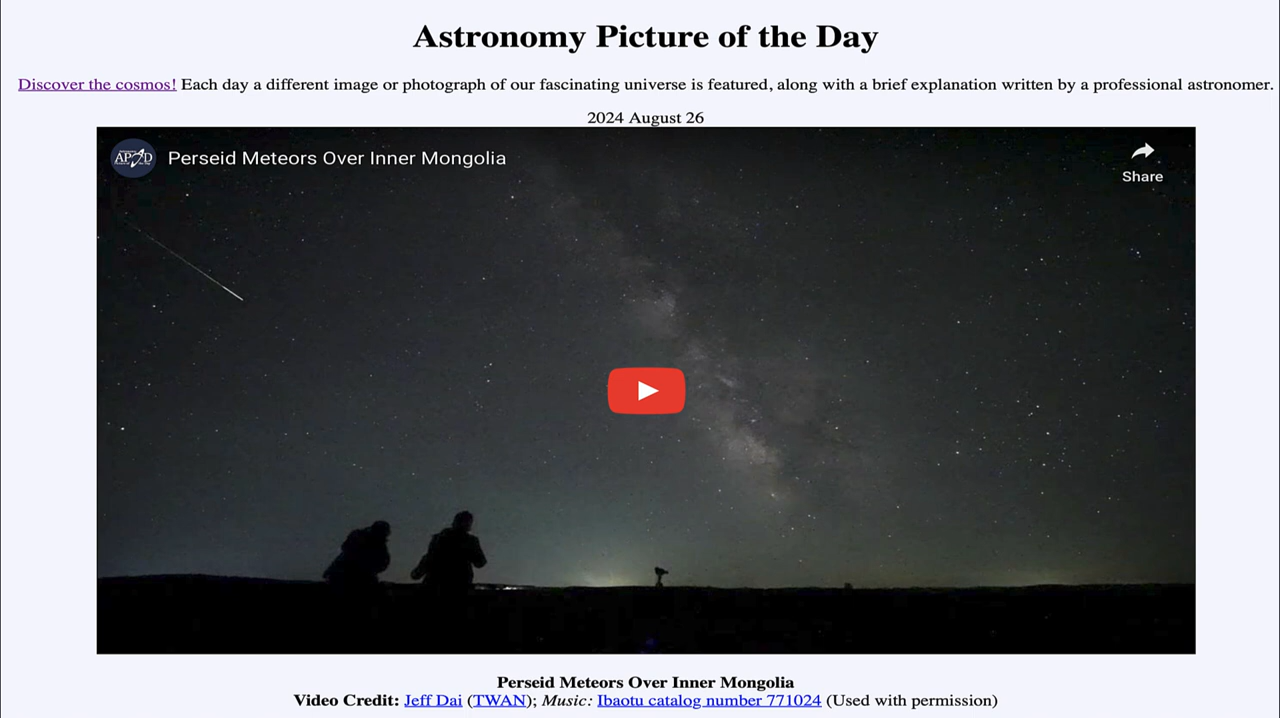 Astronomy Picture of the Day
Discover the cosmos! Each day a different image or photograph of our fascinating universe is featured, along with a brief explanation written by a professional astronomer.
2024 August 26
APOD
Perseid Meteors Over Inner Mongolia
Share
Perseid Meteors Over Inner Mongolia
Video Credit: Jeff Dai (TWAN); Music: Ibaotu catalog number 771024 (Used with permission)